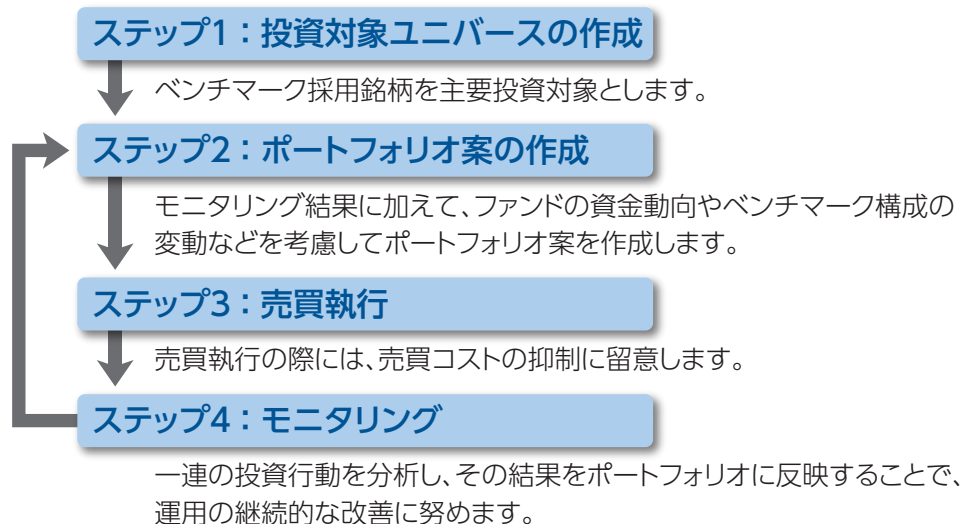 ステップ1：投資対象ユニバースの作成
ベンチマーク採用銘柄を主要投資対象とします。
ステップ2：ポートフォリオ案の作成
モニタリング結果に加えて、ファンドの資金動向やベンチマーク構成の
変動などを考慮してポートフォリオ案を作成します。
ステップ3：売買執行
売買執行の際には、売買コストの抑制に留意します。
ステップ4：モニタリング
一連の投資行動を分析し、その結果をポートフォリオに反映することで、
運用の継続的な改善に努めます。